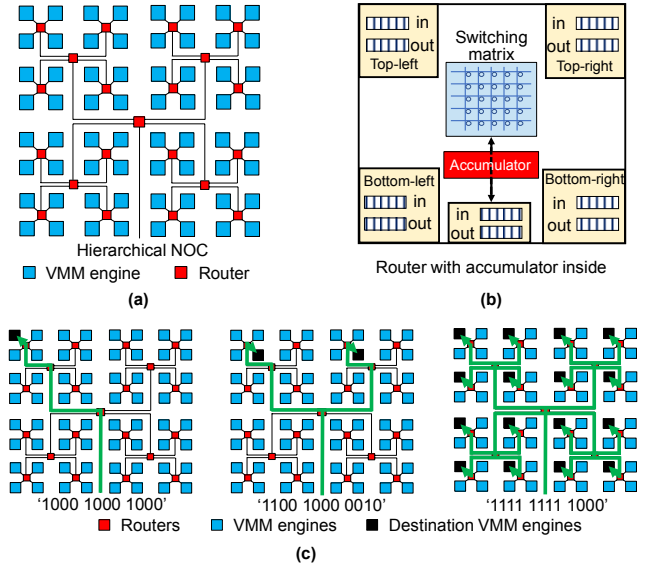 Hierarchical NOC
VMM engine
Router
(a)
in
out
Top-left
Switching
matrix
in
out
Top-right
Accumulator
Bottom-left
in
out
in
out
Bottom-right
in
out
Router with accumulator inside
(b)
'1000 1000 1000'
'1100 1000 0010'
'1111 1111 1000'
Routers
VMM engines
Destination VMM engines
(c)